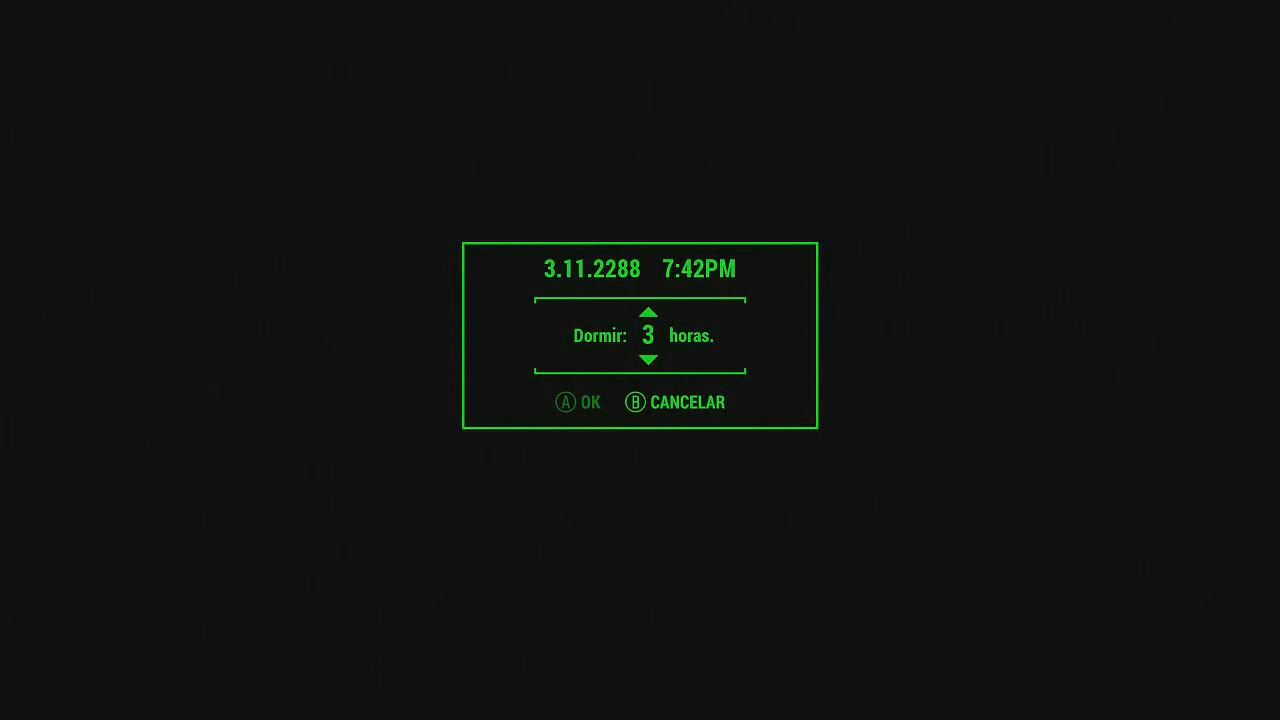 3.11.2288 7:42PM
Dormir: 3 horas.
Ⓐ OK Ⓑ CANCELAR